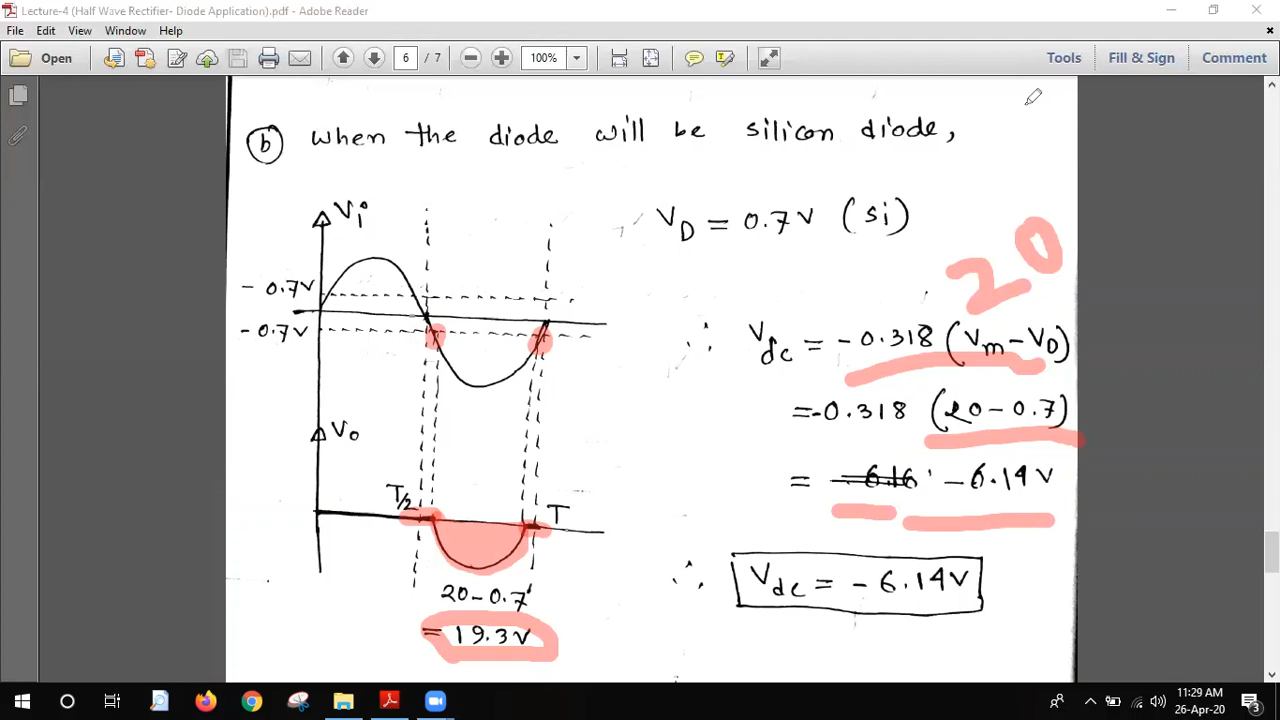 Lecture-4 (Half Wave Rectifier- Diode Application).pdf - Adobe Reader
File Edit View Window Help
Open 6 / 7 100% Tools Fill & Sign Comment
(b) When the diode will be silicon diode,
Vi
VD = 0.7V (Si)
20
- 0.7V
- 0.7V
∴ Vdc = - 0.318 (Vm - VD)
= -0.318 (20 - 0.7)
Vo
= - 6.16 - 6.14V
T/2
T
∴ Vdc = - 6.14V
20 - 0.7
= 19.3V
11:29 AM
26-Apr-20
3